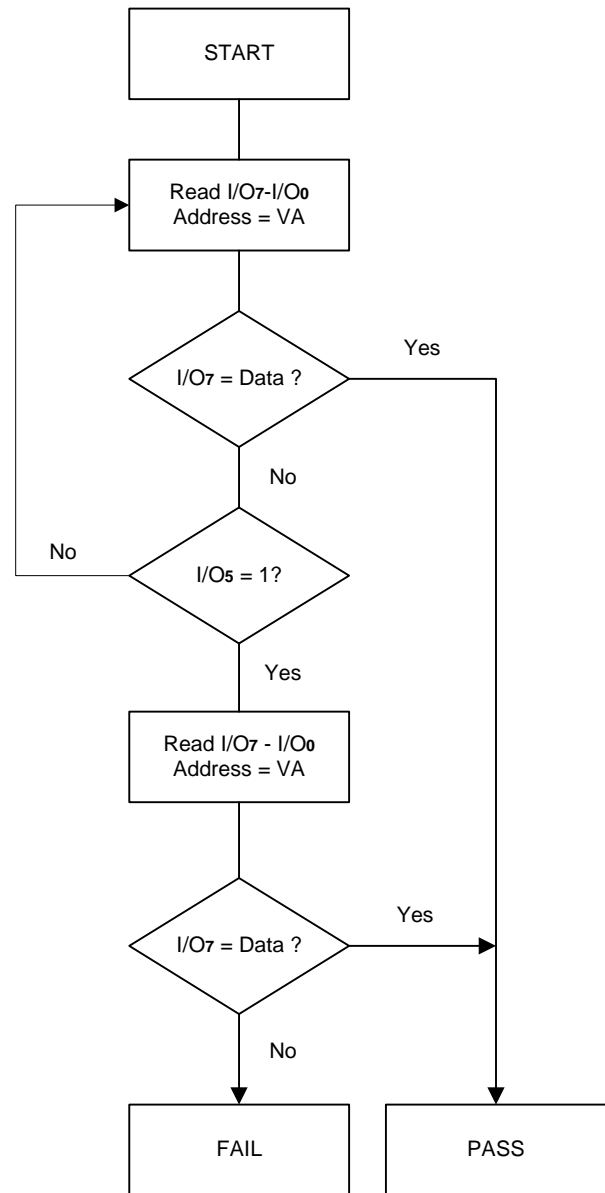 START
Read I/O7-I/O0
Address = VA
Yes
I/O7 = Data ?
No
No
I/O5 = 1?
Yes
Read I/O7 - I/O0
Address = VA
Yes
I/O7 = Data ?
No
FAIL
PASS